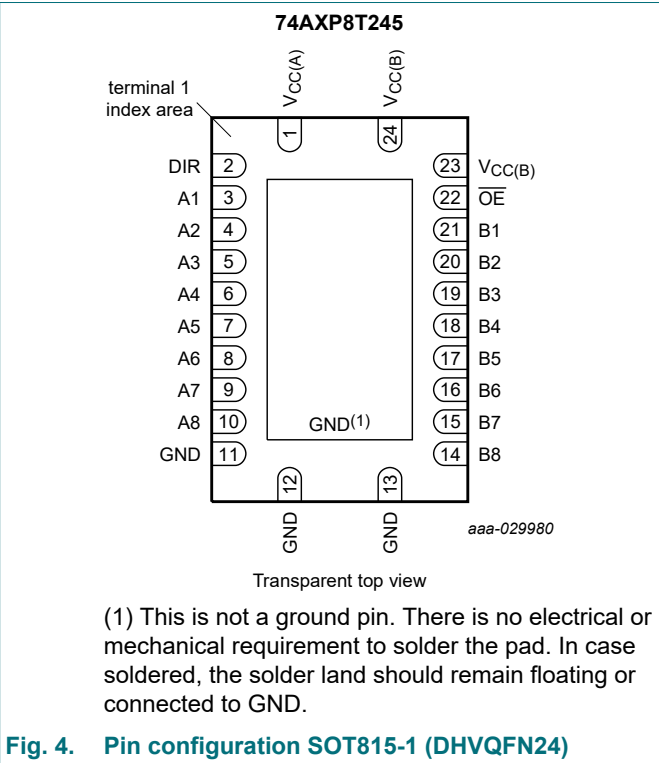 74AXP8T245
terminal 1
index area
VCC(A)
VCC(B)
1
24
DIR 2
23 VCC(B)
A1 3
22 OE
A2 4
21 B1
A3 5
20 B2
A4 6
19 B3
A5 7
18 B4
A6 8
17 B5
A7 9
16 B6
A8 10
GND(1)
15 B7
GND 11
14 B8
12
13
GND
GND
aaa-029980
Transparent top view
(1) This is not a ground pin. There is no electrical or
mechanical requirement to solder the pad. In case
soldered, the solder land should remain floating or
connected to GND.
Fig. 4. Pin configuration SOT815-1 (DHVQFN24)